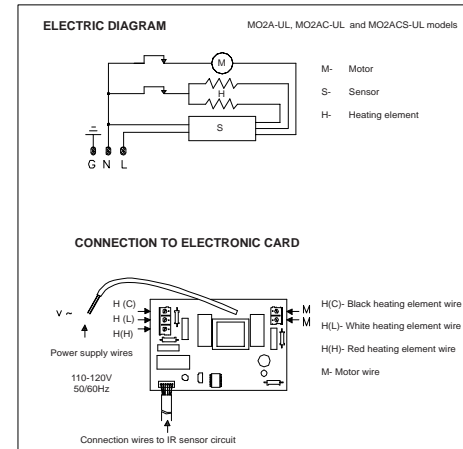 ELECTRIC DIAGRAM
MO2A-UL, MO2AC-UL and MO2ACS-UL models
M
H
S
G N L
M- Motor
S- Sensor
H- Heating element
CONNECTION TO ELECTRONIC CARD
V ~
H (C)
H (L)
H(H)
M
M
Power supply wires
110-120V
50/60Hz
Connection wires to IR sensor circuit
H(C)- Black heating element wire
H(L)- White heating element wire
H(H)- Red heating element wire
M- Motor wire